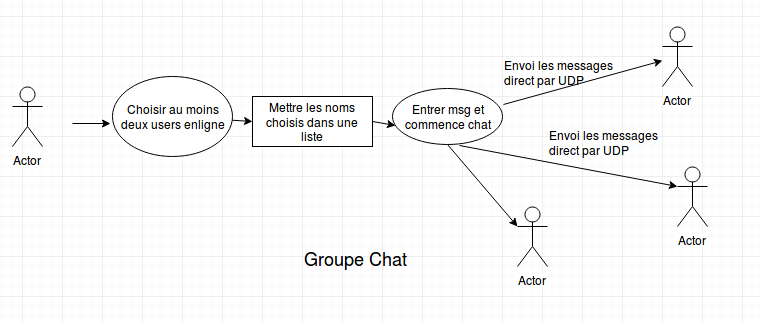 Actor
Choisir au moins
deux users enligne
Mettre les noms
choisis dans une
liste
Entrer msg et
commence chat
Envoi les messages
direct par UDP
Actor
Envoi les messages
direct par UDP
Actor
Actor
Groupe Chat